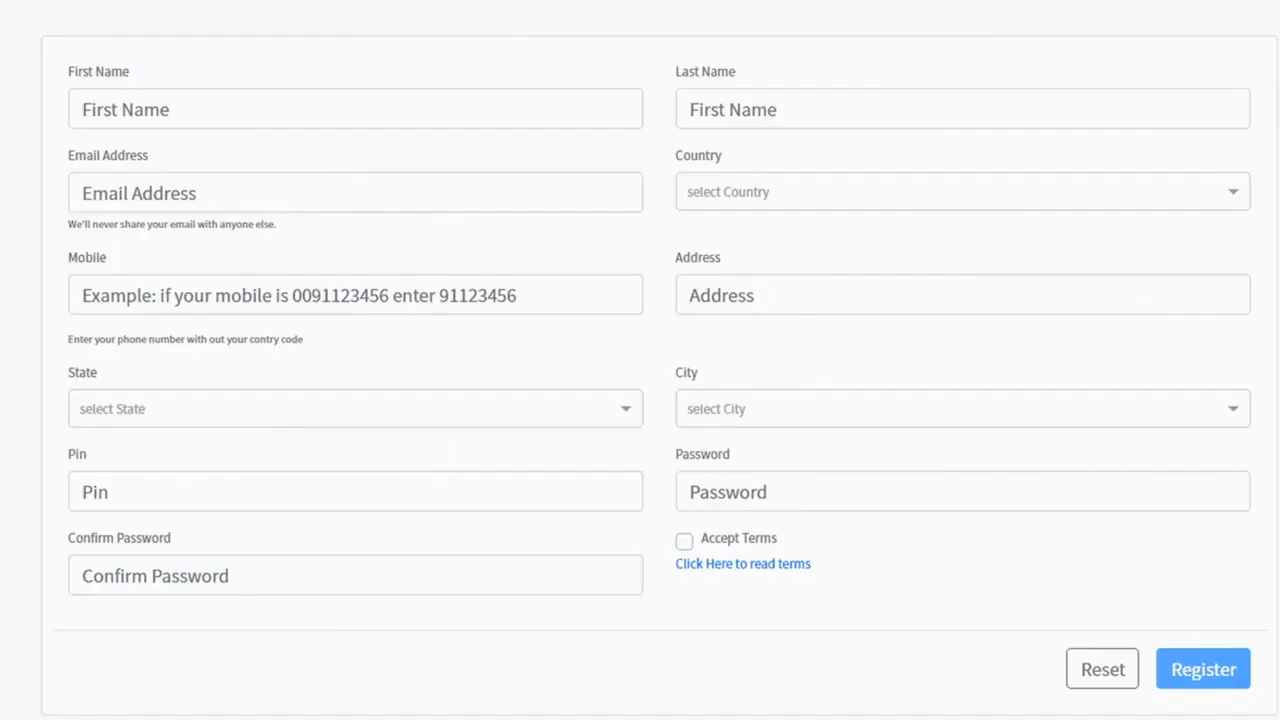 First Name
Last Name
First Name
First Name
Email Address
Country
Email Address
select Country
We'll never share your email with anyone else.
Mobile
Address
Example: if your mobile is 0091123456 enter 91123456
Address
Enter your phone number with out your contry code
State
City
select State
select City
Pin
Password
Pin
Password
Confirm Password
Accept Terms
Click Here to read terms
Confirm Password
Reset
Register